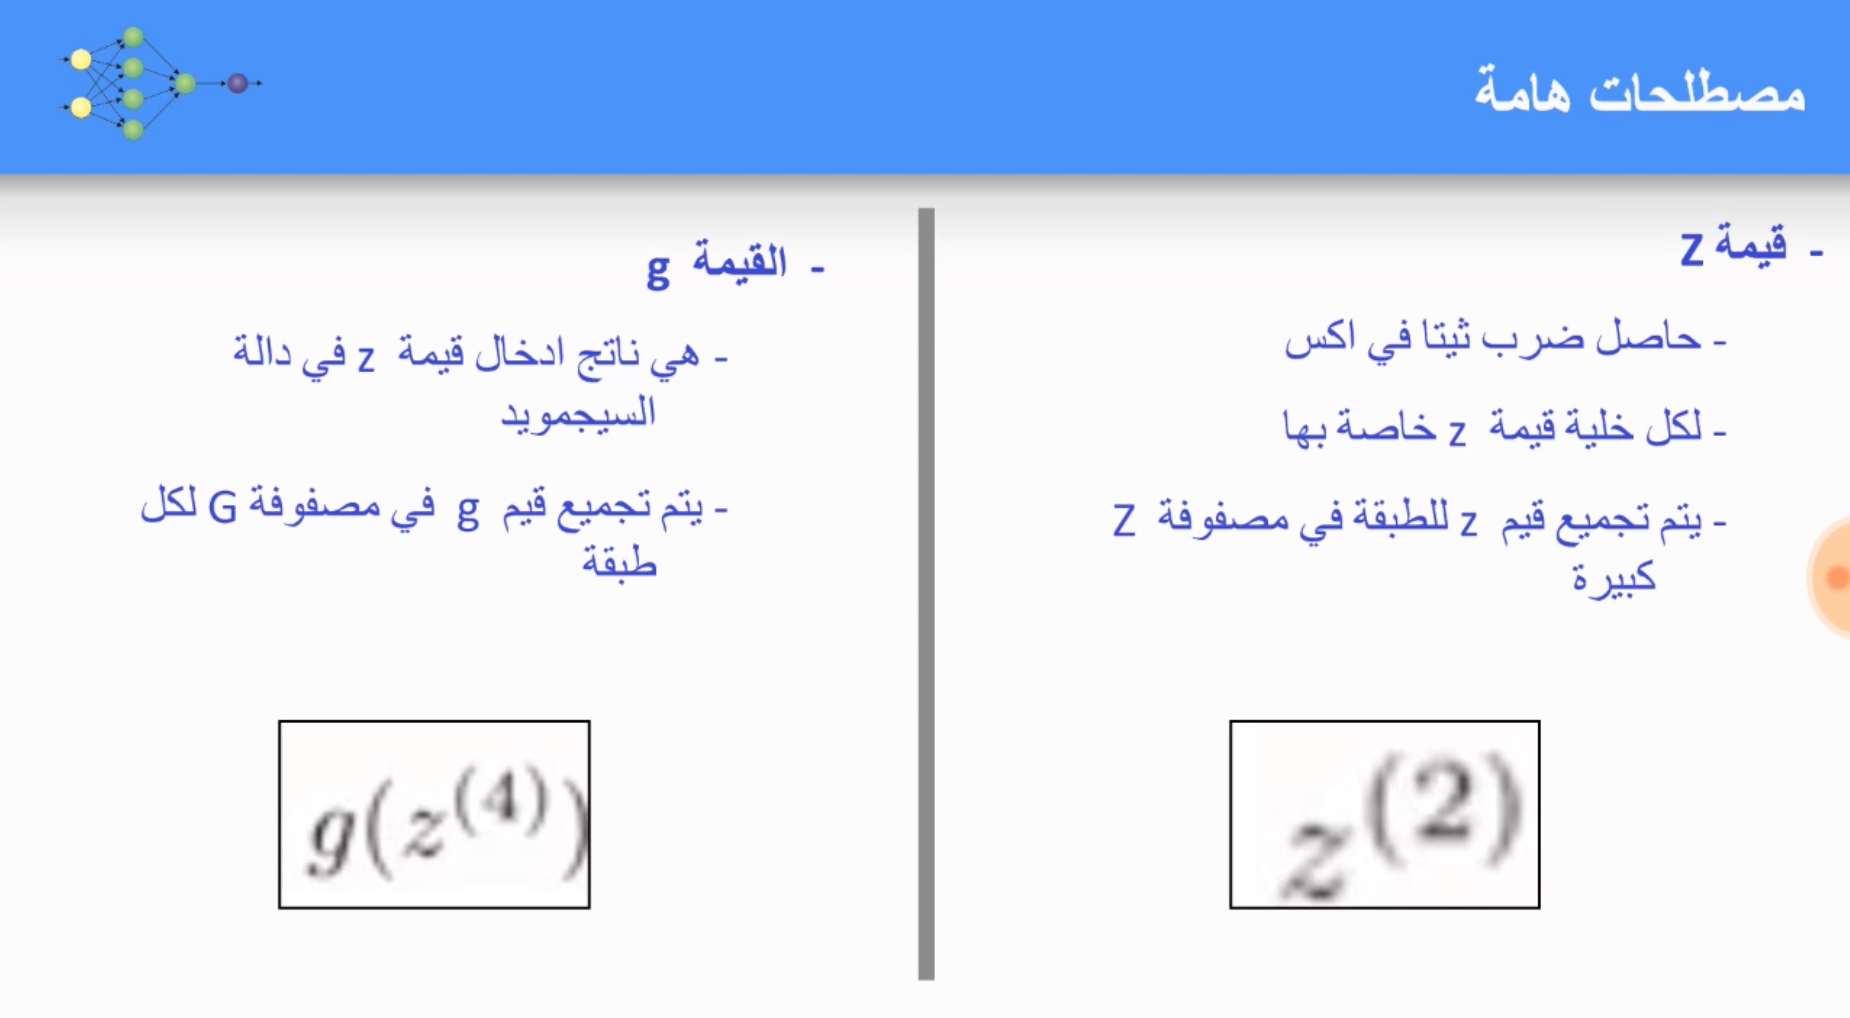 مصطلحات هامة
- قيمة Z
- حاصل ضرب ثيتا في اكس
- لكل خلية قيمة z خاصة بها
- يتم تجميع قيم z للطبقة في مصفوفة Z
كبيرة
z^(2)
- القيمة g
- هي ناتج ادخال قيمة z في دالة
السيجمويد
- يتم تجميع قيم g في مصفوفة G لكل
طبقة
g(z^(4))